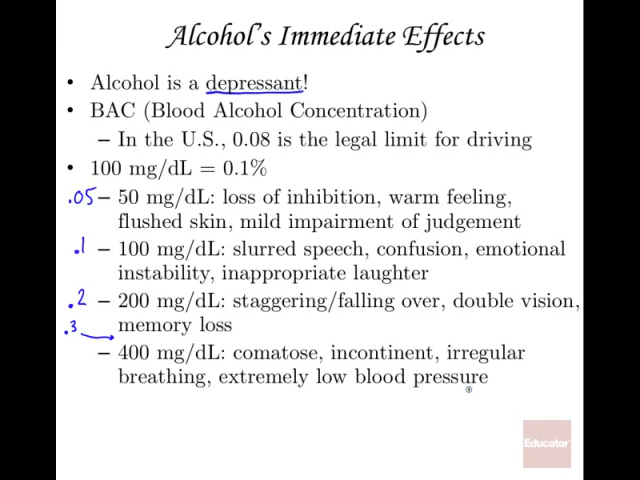 Alcohol's Immediate Effects
• Alcohol is a depressant!
• BAC (Blood Alcohol Concentration)
– In the U.S., 0.08 is the legal limit for driving
• 100 mg/dL = 0.1%
.05 – 50 mg/dL: loss of inhibition, warm feeling,
flushed skin, mild impairment of judgement
.1 – 100 mg/dL: slurred speech, confusion, emotional
instability, inappropriate laughter
.2 – 200 mg/dL: staggering/falling over, double vision,
.3 memory loss
– 400 mg/dL: comatose, incontinent, irregular
breathing, extremely low blood pressure
Educator